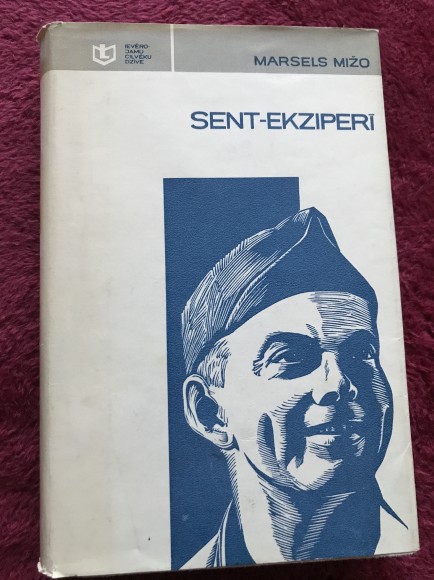 IEVĒRO-
JAMU
CILVĒKU
DZĪVE
MARSELS MIŽO
SENT-EKZIPERĪ